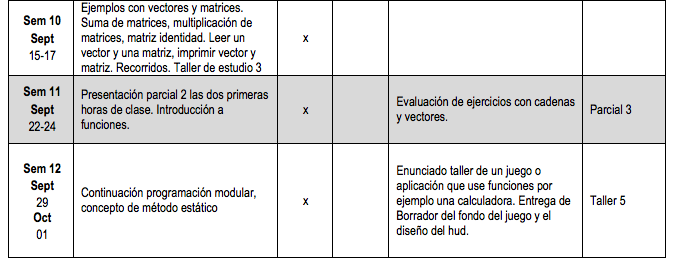 Sem 10
Sept
15-17
Ejemplos con vectores y matrices.
Suma de matrices, multiplicación de
matrices, matriz identidad. Leer un
vector y una matriz, imprimir vector y
matriz. Recorridos. Taller de estudio 3
x
Sem 11
Sept
22-24
Presentación parcial 2 las dos primeras
horas de clase. Introducción a
funciones.
x
Evaluación de ejercicios con cadenas
y vectores.
Parcial 3
Sem 12
Sept
29
Oct
01
Continuación programación modular,
concepto de método estático
x
Enunciado taller de un juego o
aplicación que use funciones por
ejemplo una calculadora. Entrega de
Borrador del fondo del juego y el
diseño del hud.
Taller 5